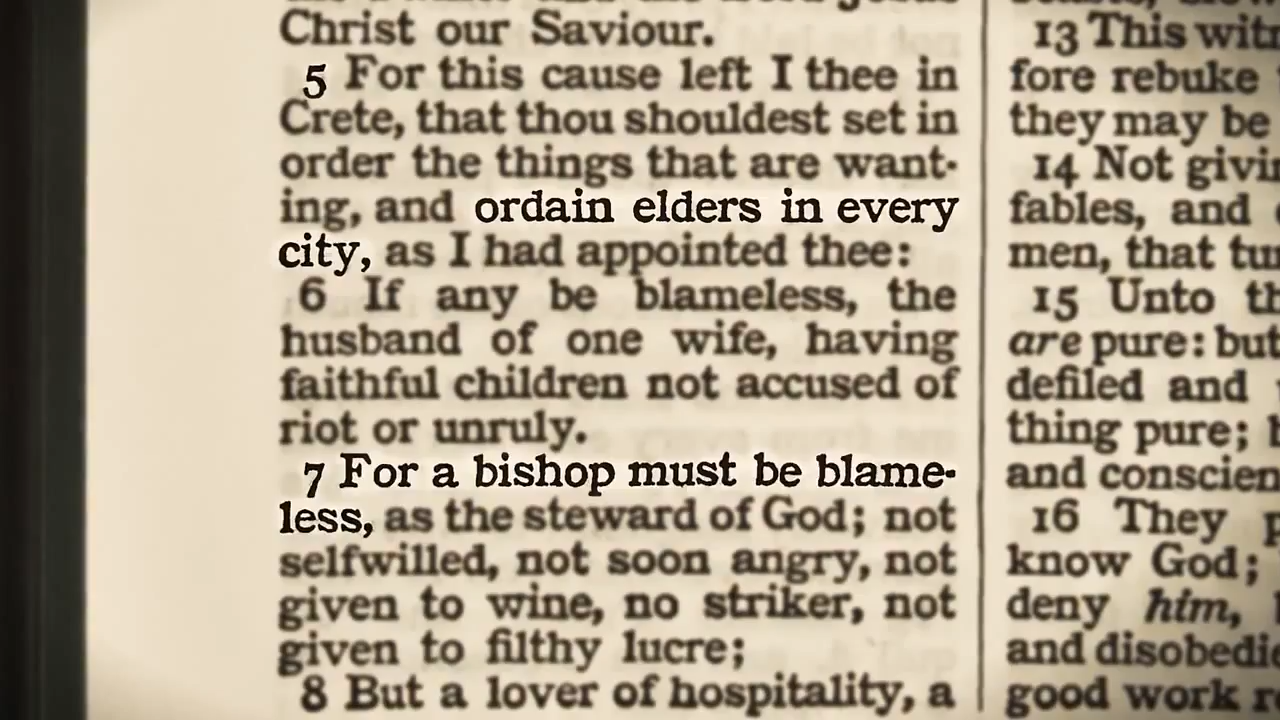 Christ our Saviour.
5 For this cause left I thee in
Crete, that thou shouldest set in
order the things that are want-
ing, and ordain elders in every
city, as I had appointed thee:
6 If any be blameless, the
husband of one wife, having
faithful children not accused of
riot or unruly.
7 For a bishop must be blame-
less, as the steward of God; not
selfwilled, not soon angry, not
given to wine, no striker, not
given to filthy lucre;
8 But a lover of hospitality, a
13 This
fore rebuke
they may be
14 Not
fables, and
men, that
15 Unto
are pure: but
defiled and
thing pure;
and
16 They
know God;
deny him,
and
good work